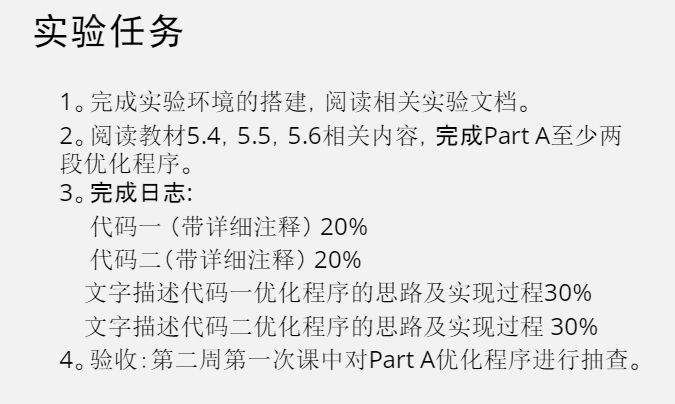 实验任务
1。完成实验环境的搭建，阅读相关实验文档。
2。阅读教材5.4，5.5，5.6相关内容，完成Part A至少两
段优化程序。
3。完成日志:
代码一（带详细注释）20%
代码二（带详细注释）20%
文字描述代码一优化程序的思路及实现过程30%
文字描述代码二优化程序的思路及实现过程 30%
4。验收：第二周第一次课中对Part A优化程序进行抽查。